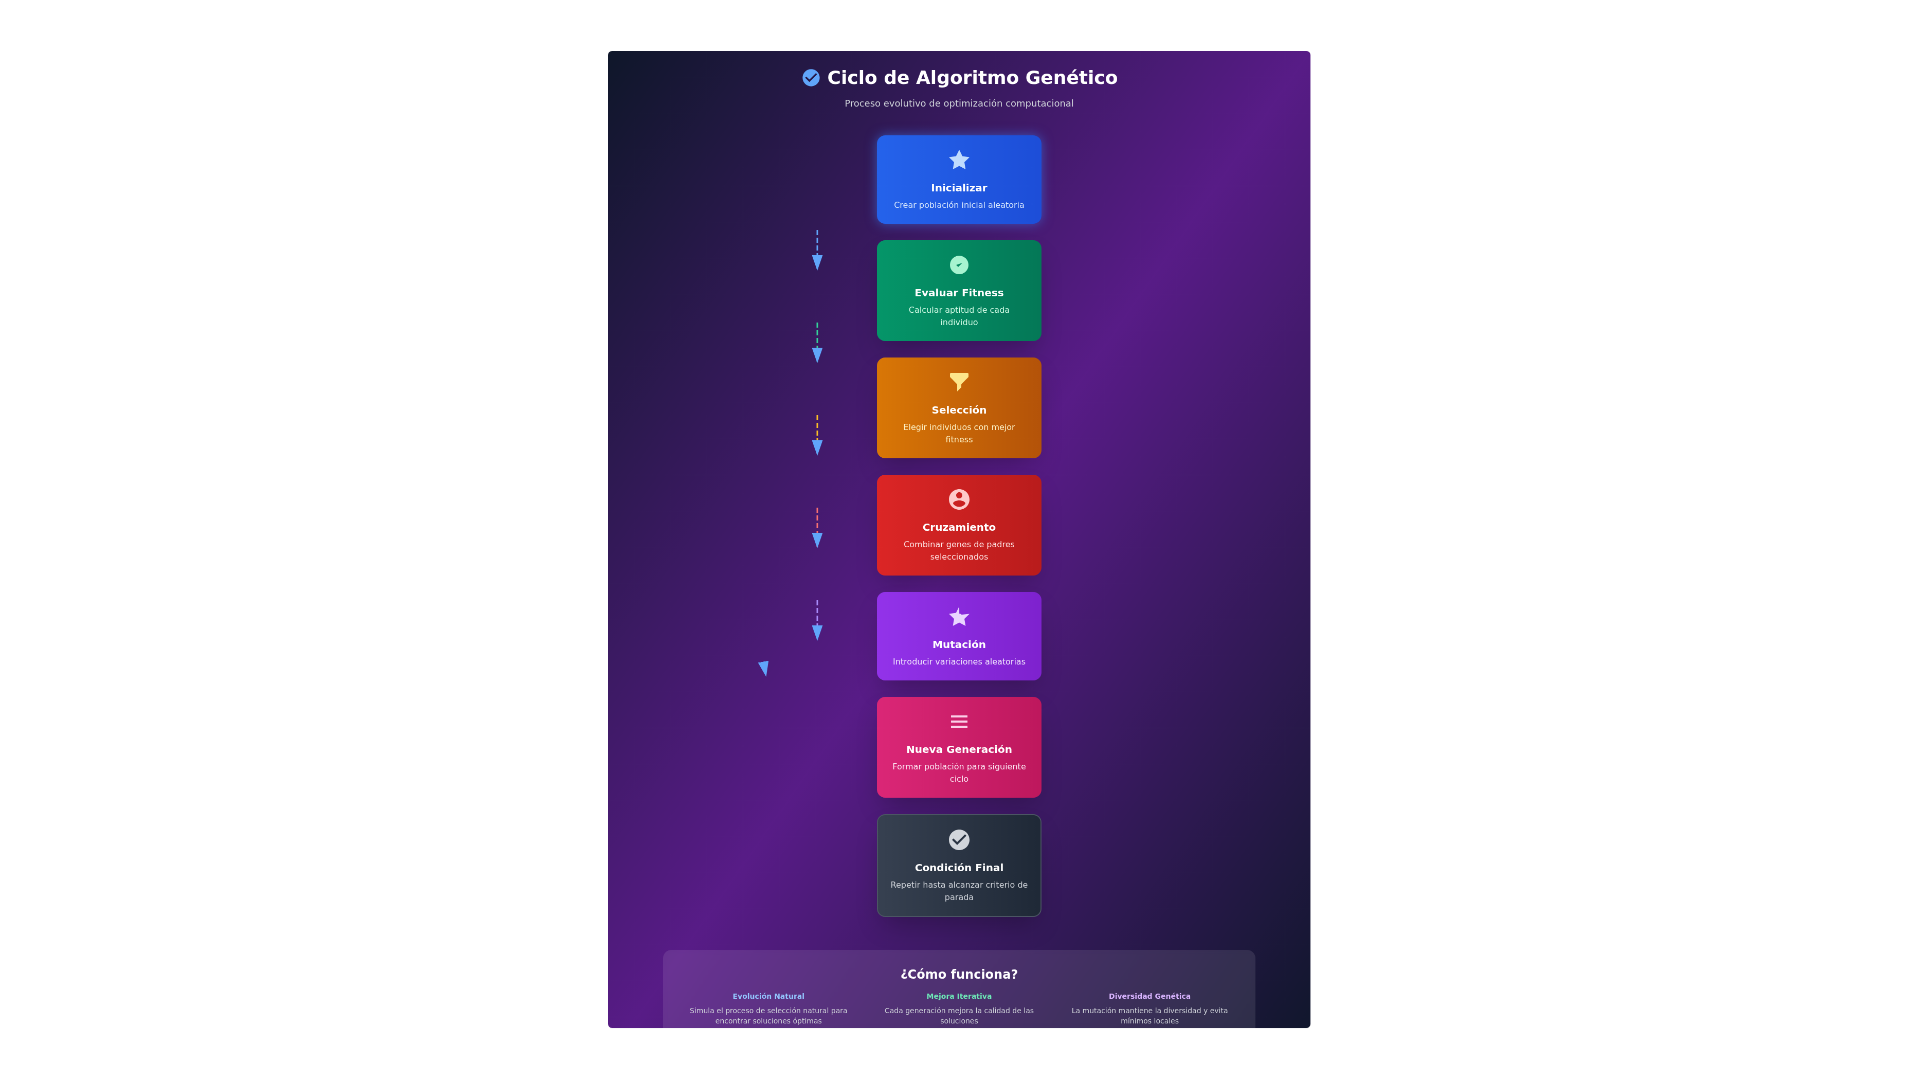 Ciclo de Algoritmo Genético
Proceso evolutivo de optimización computacional
Inicializar
Crear población inicial aleatoria
Evaluar Fitness
Calcular aptitud de cada
individuo
Selección
Elegir individuos con mejor
fitness
Cruzamiento
Combinar genes de padres
seleccionados
Mutación
Introducir variaciones aleatorias
Nueva Generación
Formar población para siguiente
ciclo
Condición Final
Repetir hasta alcanzar criterio de
parada
¿Cómo funciona?
Evolución Natural
Simula el proceso de selección natural para
encontrar soluciones óptimas
Mejora Iterativa
Cada generación mejora la calidad de las
soluciones
Diversidad Genética
La mutación mantiene la diversidad y evita
mínimos locales